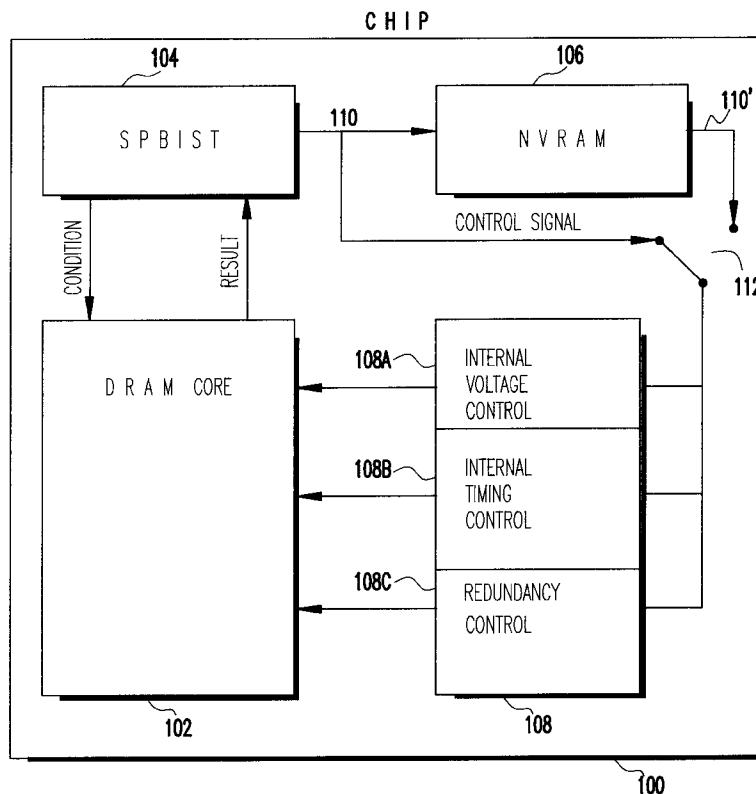 CHIP
104
106
SPBIST
110
NVRAM
110'
CONTROL SIGNAL
CONDITION
RESULT
112
DRAM CORE
108A
INTERNAL
VOLTAGE
CONTROL
108B
INTERNAL
TIMING
CONTROL
108C
REDUNDANCY
CONTROL
102
108
100